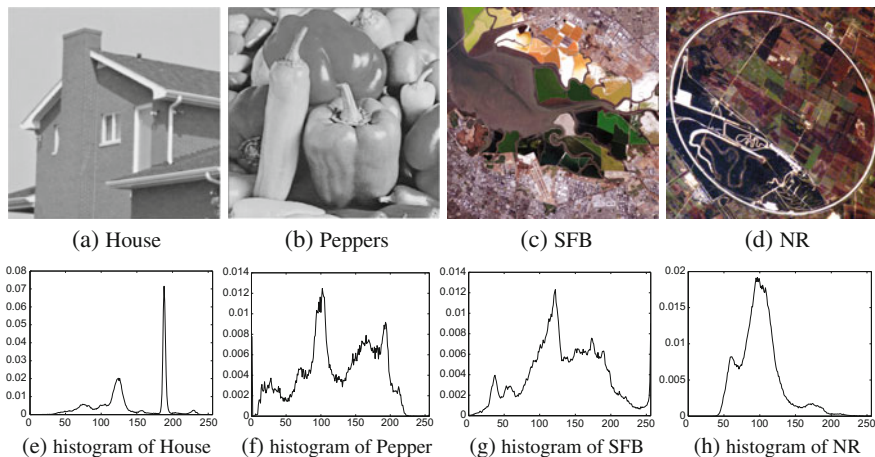 (a) House
(b) Peppers
(c) SFB
(d) NR
0.08
0.07
0.06
0.05
0.04
0.03
0.02
0.01
0
0 50 100 150 200 250
0.014
0.012
0.01
0.008
0.006
0.004
0.002
0
0 50 100 150 200 250
0.014
0.012
0.01
0.008
0.006
0.004
0.002
0
0 50 100 150 200 250
0.02
0.015
0.01
0.005
0
0 50 100 150 200 250
(e) histogram of House
(f) histogram of Pepper
(g) histogram of SFB
(h) histogram of NR